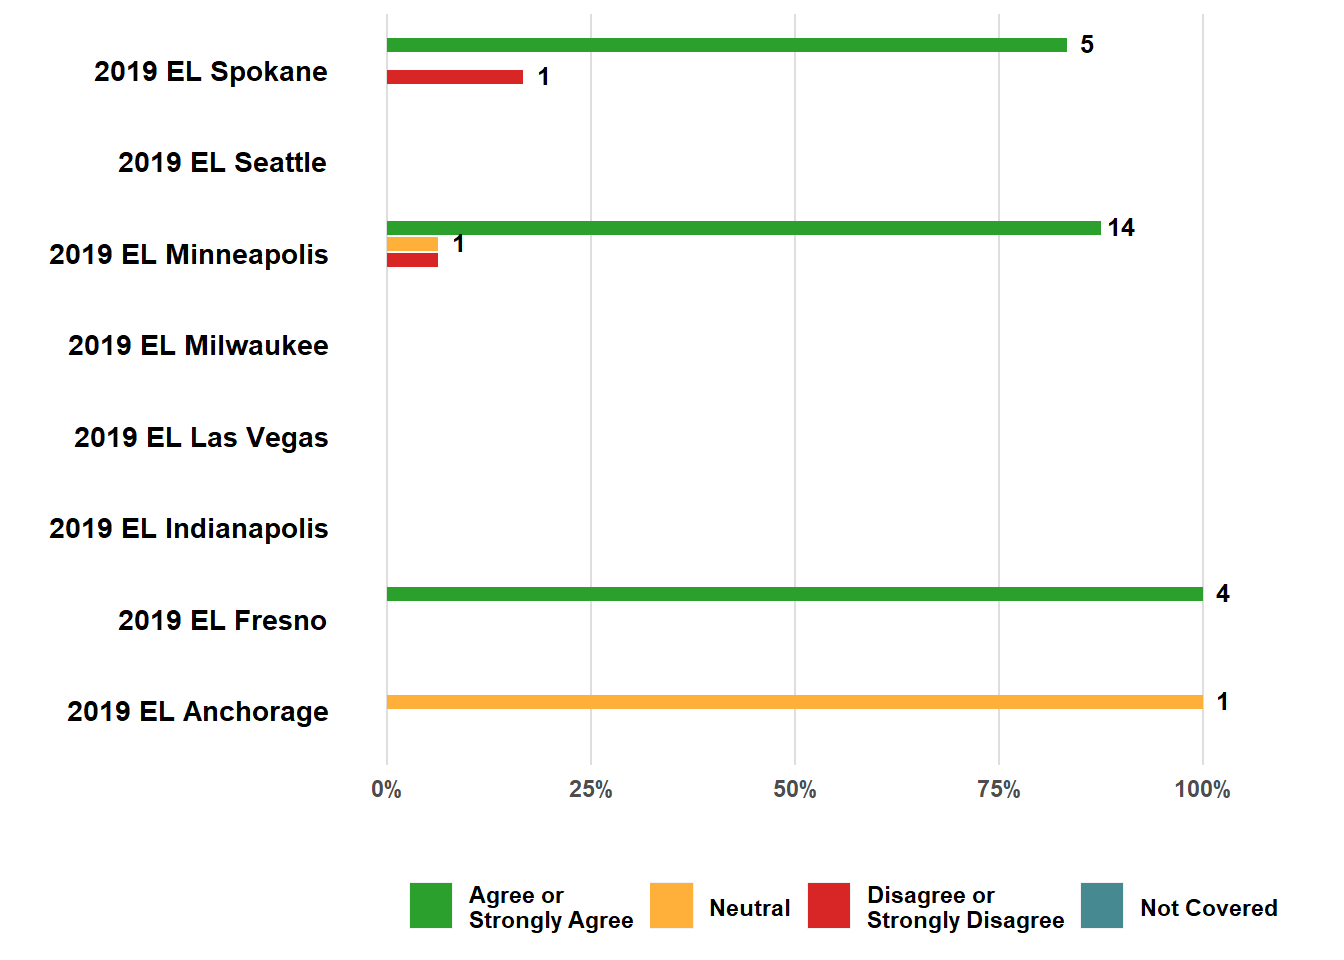 2019 EL Spokane
5
1
2019 EL Seattle
2019 EL Minneapolis
14
1
2019 EL Milwaukee
2019 EL Las Vegas
2019 EL Indianapolis
2019 EL Fresno
4
2019 EL Anchorage
1
0% 25% 50% 75% 100%
Agree or
Strongly Agree
Neutral
Disagree or
Strongly Disagree
Not Covered